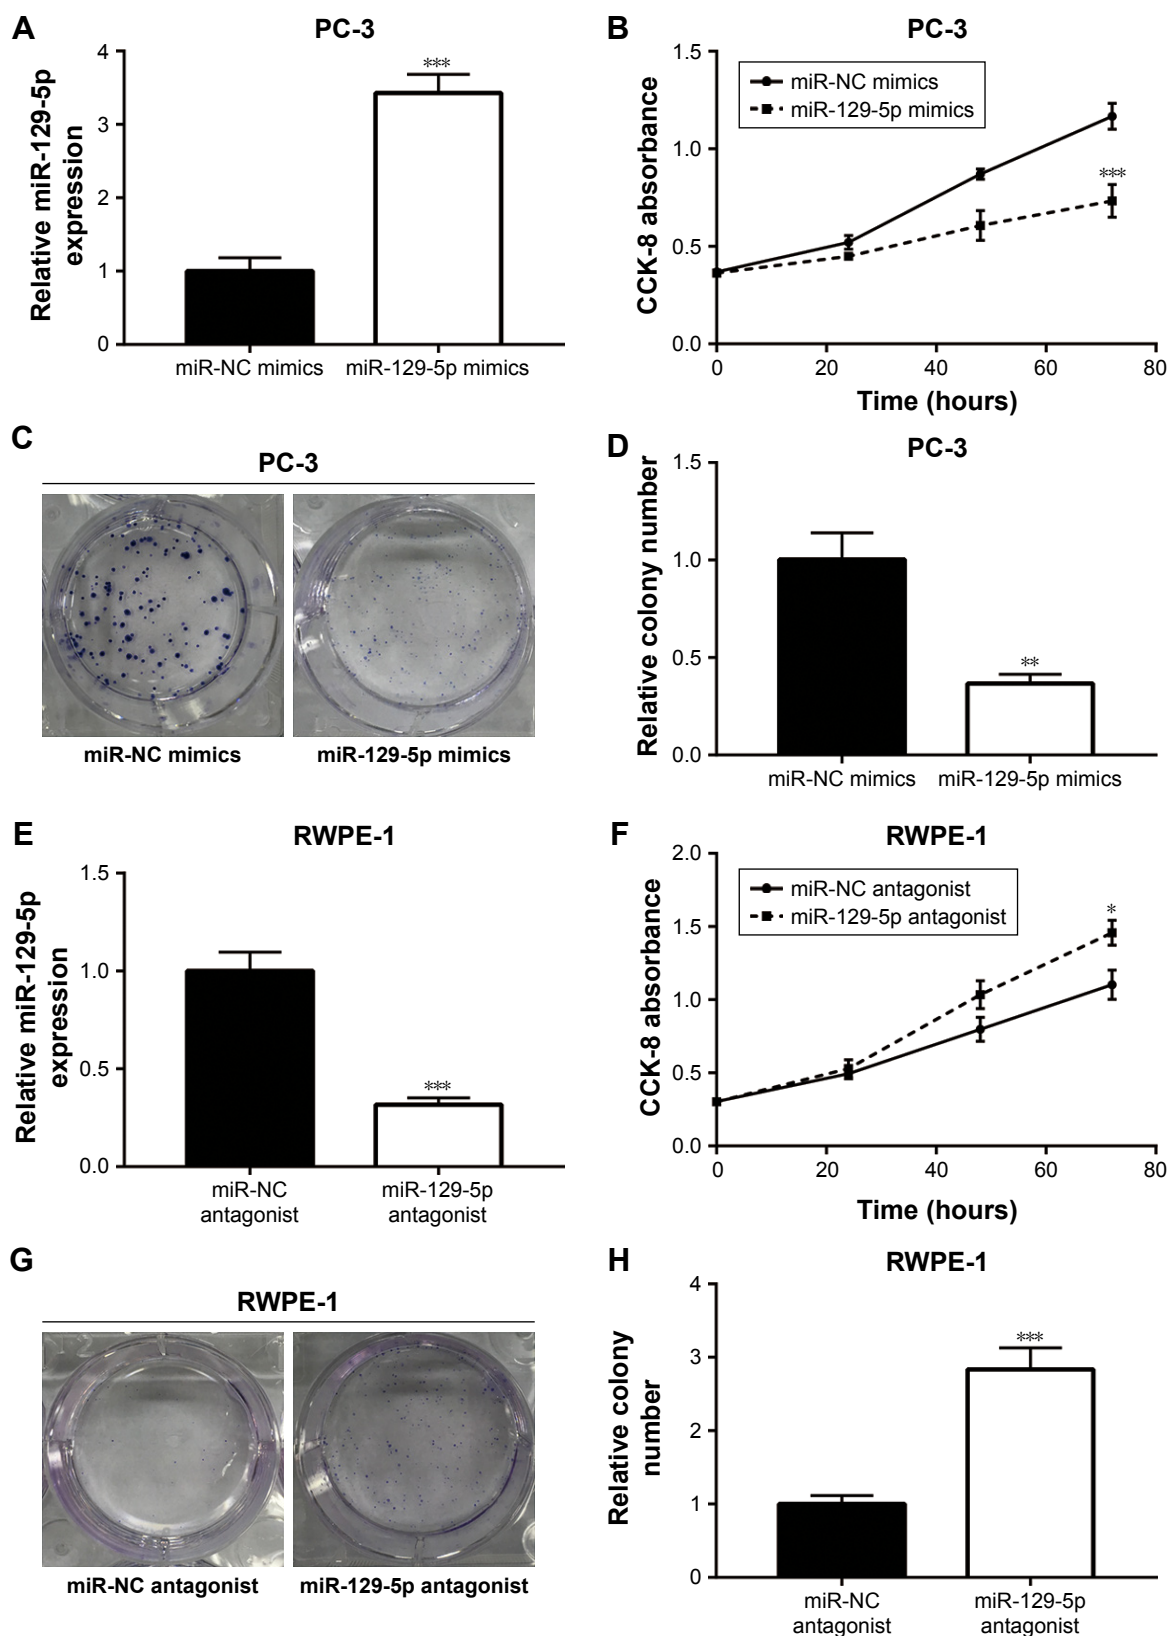 A
PC-3
Relative miR-129-5p
expression
4
3
2
1
0
***
miR-NC mimics
miR-129-5p mimics
B
PC-3
CCK-8 absorbance
1.5
1.0
0.5
0.0
miR-NC mimics
miR-129-5p mimics
***
0
20
40
60
80
Time (hours)
C
PC-3
miR-NC mimics
miR-129-5p mimics
D
PC-3
Relative colony number
1.5
1.0
0.5
0.0
**
miR-NC mimics
miR-129-5p mimics
E
RWPE-1
Relative miR-129-5p
expression
1.5
1.0
0.5
0.0
***
miR-NC
antagonist
miR-129-5p
antagonist
F
RWPE-1
CCK-8 absorbance
2.0
1.5
1.0
0.5
0.0
miR-NC antagonist
miR-129-5p antagonist
*
0
20
40
60
80
Time (hours)
G
RWPE-1
miR-NC antagonist
miR-129-5p antagonist
H
RWPE-1
Relative colony
number
4
3
2
1
0
***
miR-NC
antagonist
miR-129-5p
antagonist